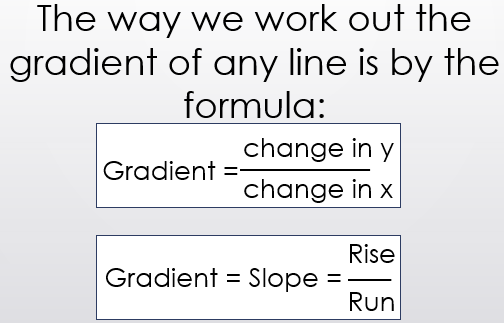 The way we work out the
gradient of any line is by the
formula:
Gradient = change in y
change in x
Gradient = Slope = Rise
Run